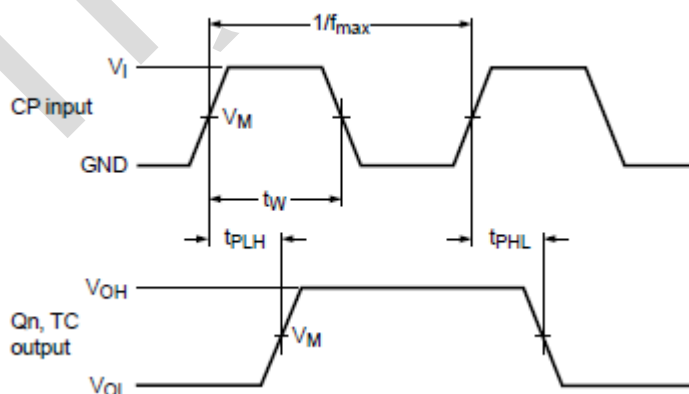 1/fmax
VI
CP input
VM
GND
tW
tPLH
tPHL
VOH
Qn, TC
output
VM
VOL